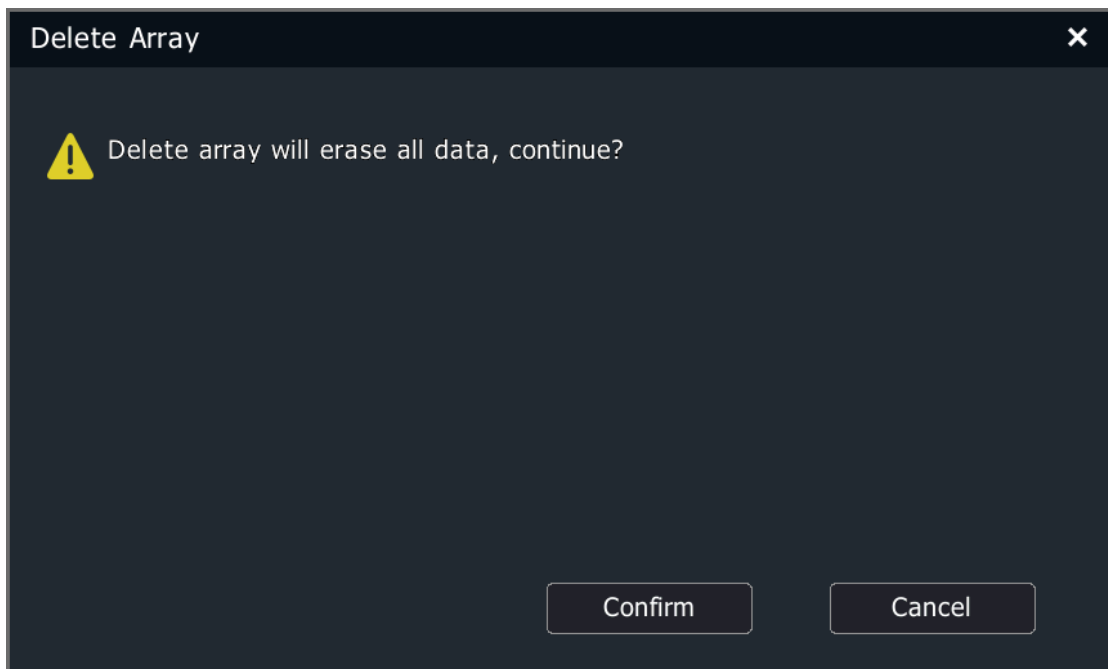 Delete Array
Delete array will erase all data, continue?
Confirm
Cancel